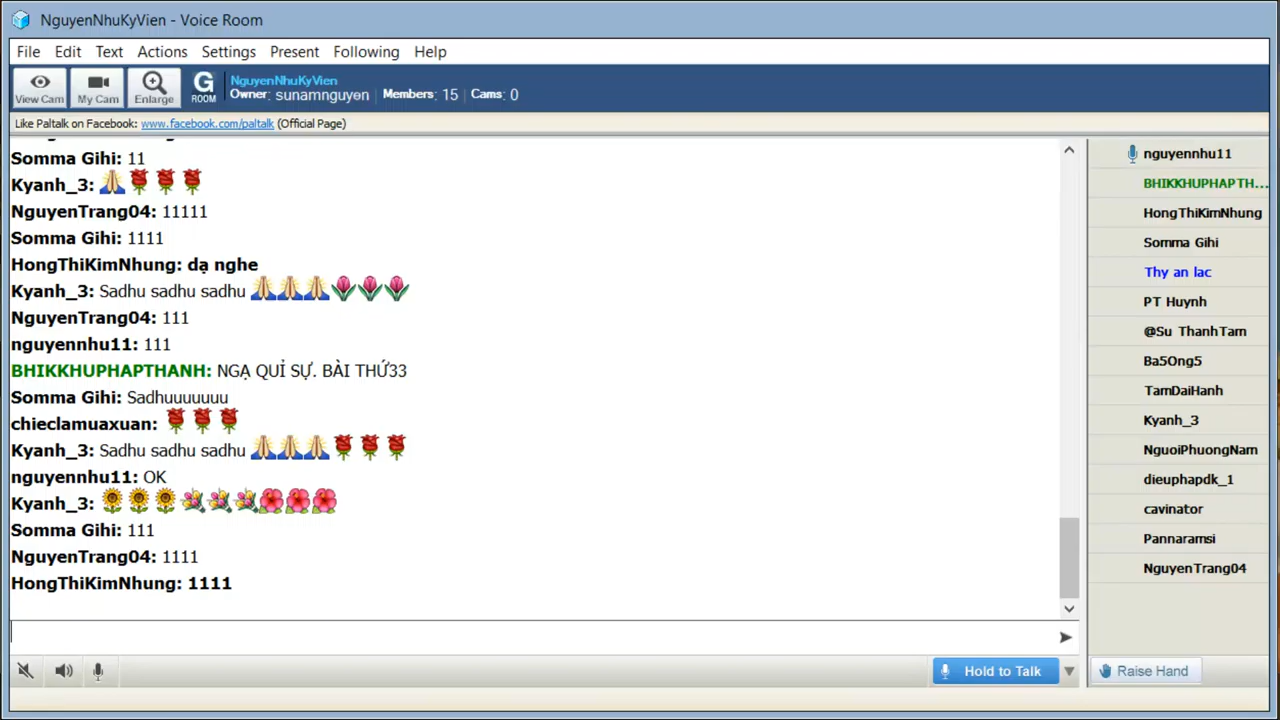 NguyenNhuKyVien - Voice Room
File Edit Text Actions Settings Present Following Help
View Cam My Cam Enlarge G ROOM
NguyenNhuKyVien
Owner: sunamnguyen Members: 15 Cams: 0
Like Paltalk on Facebook: www.facebook.com/paltalk (Official Page)
Somma Gihi: 11
Kyanh_3: 🙏🌹🌹🌹
NguyenTrang04: 11111
Somma Gihi: 1111
HongThiKimNhung: dạ nghe
Kyanh_3: Sadhu sadhu sadhu 🙏🙏🙏🌷🌷🌷
NguyenTrang04: 111
nguyennhu11: 111
BHIKKHUPHAPTHANH: NGẠ QUỈ SỰ. BÀI THỨ33
Somma Gihi: Sadhuuuuuuu
chieclamuaxuan: 🌹🌹🌹
Kyanh_3: Sadhu sadhu sadhu 🙏🙏🙏🌹🌹🌹
nguyennhu11: OK
Kyanh_3: 🌻🌻🌻💐💐💐🌺🌺🌺
Somma Gihi: 111
NguyenTrang04: 1111
HongThiKimNhung: 1111
nguyennhu11
BHIKKHUPHAPTH...
HongThiKimNhung
Somma Gihi
Thy an lac
PT Huynh
@Su ThanhTam
Ba5Ong5
TamDaiHanh
Kyanh_3
NguoiPhuongNam
dieuphapdk_1
cavinator
Pannaramsi
NguyenTrang04
Hold to Talk
Raise Hand